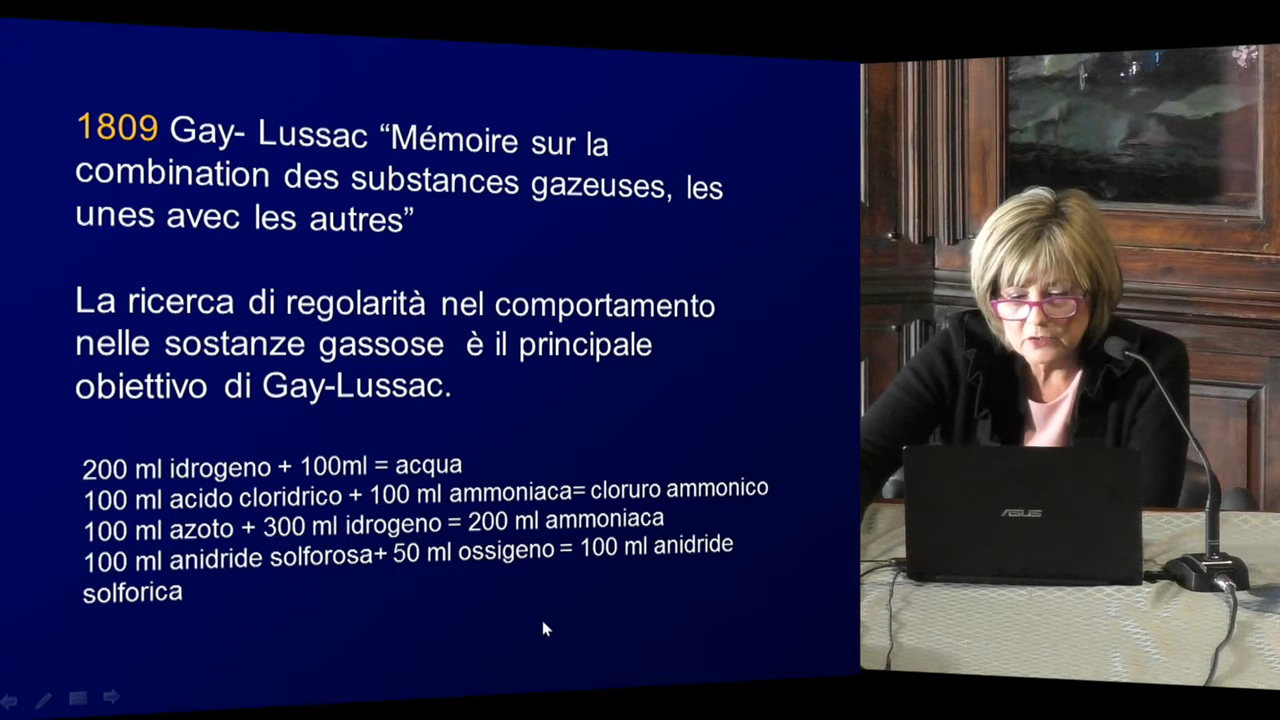 1809 Gay- Lussac “Mémoire sur la
combination des substances gazeuses, les
unes avec les autres”
La ricerca di regolarità nel comportamento
nelle sostanze gassose è il principale
obiettivo di Gay-Lussac.
200 ml idrogeno + 100ml = acqua
100 ml acido cloridrico + 100 ml ammoniaca= cloruro ammonico
100 ml azoto + 300 ml idrogeno = 200 ml ammoniaca
100 ml anidride solforosa+ 50 ml ossigeno = 100 ml anidride
solforica
ASUS